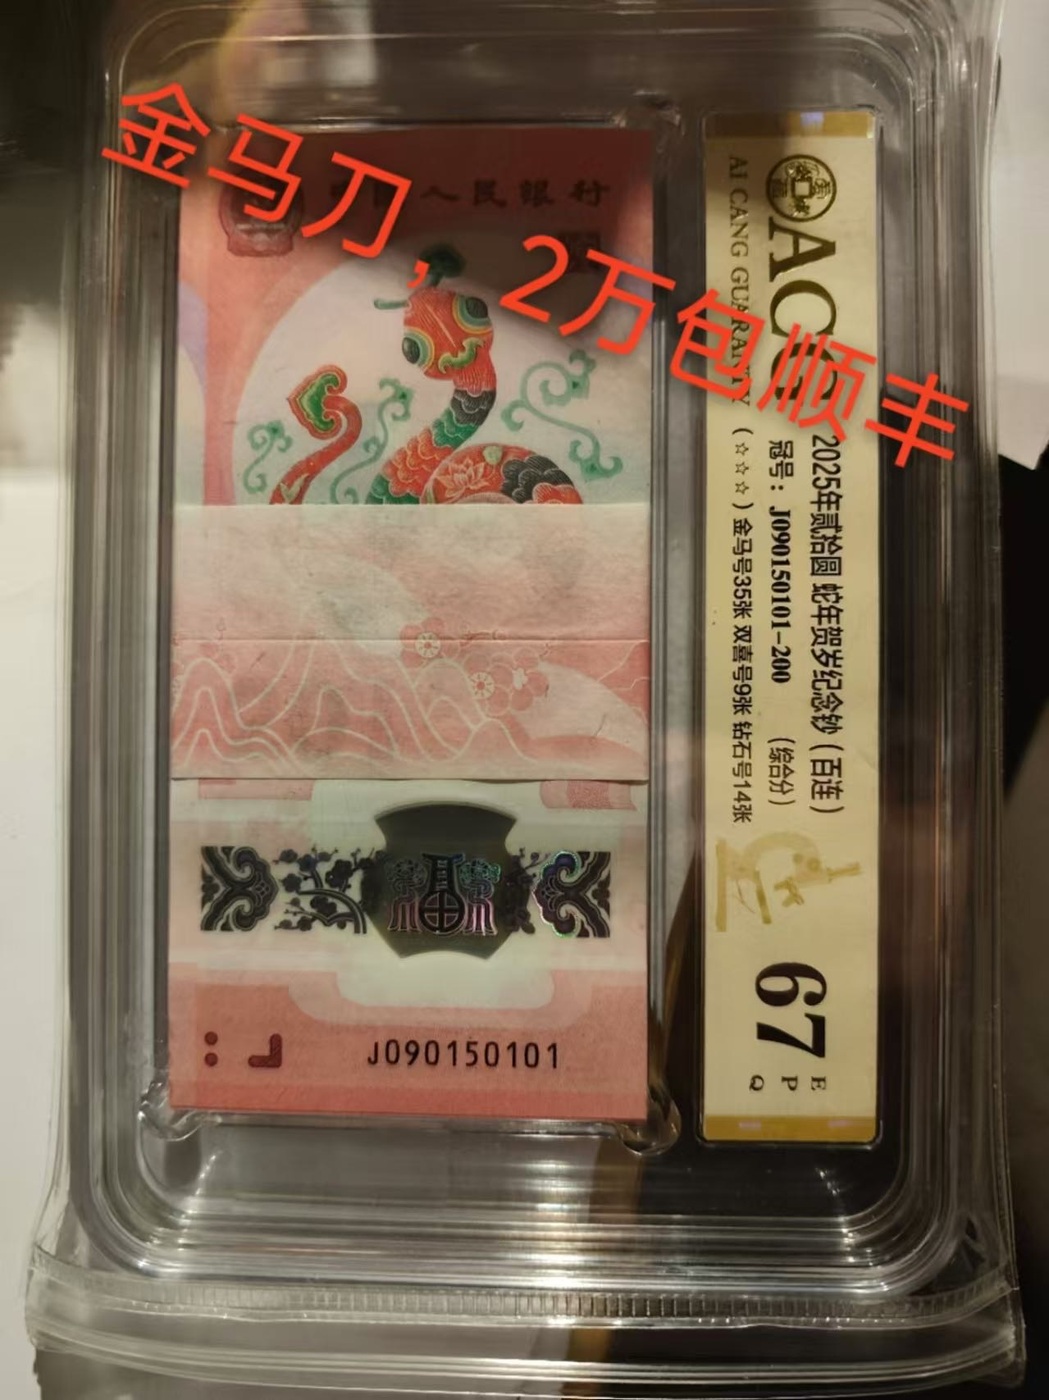 金马刀，2万包顺丰
人民银行
ACG
AI CANG GUARANTY
2025年贰拾圆 蛇年贺岁纪念钞（百连）
冠号：J090150101-200 （综合分）
（☆☆☆）金马号35张 双喜号9张 钻石号14张
67
E
P
Q
J090150101